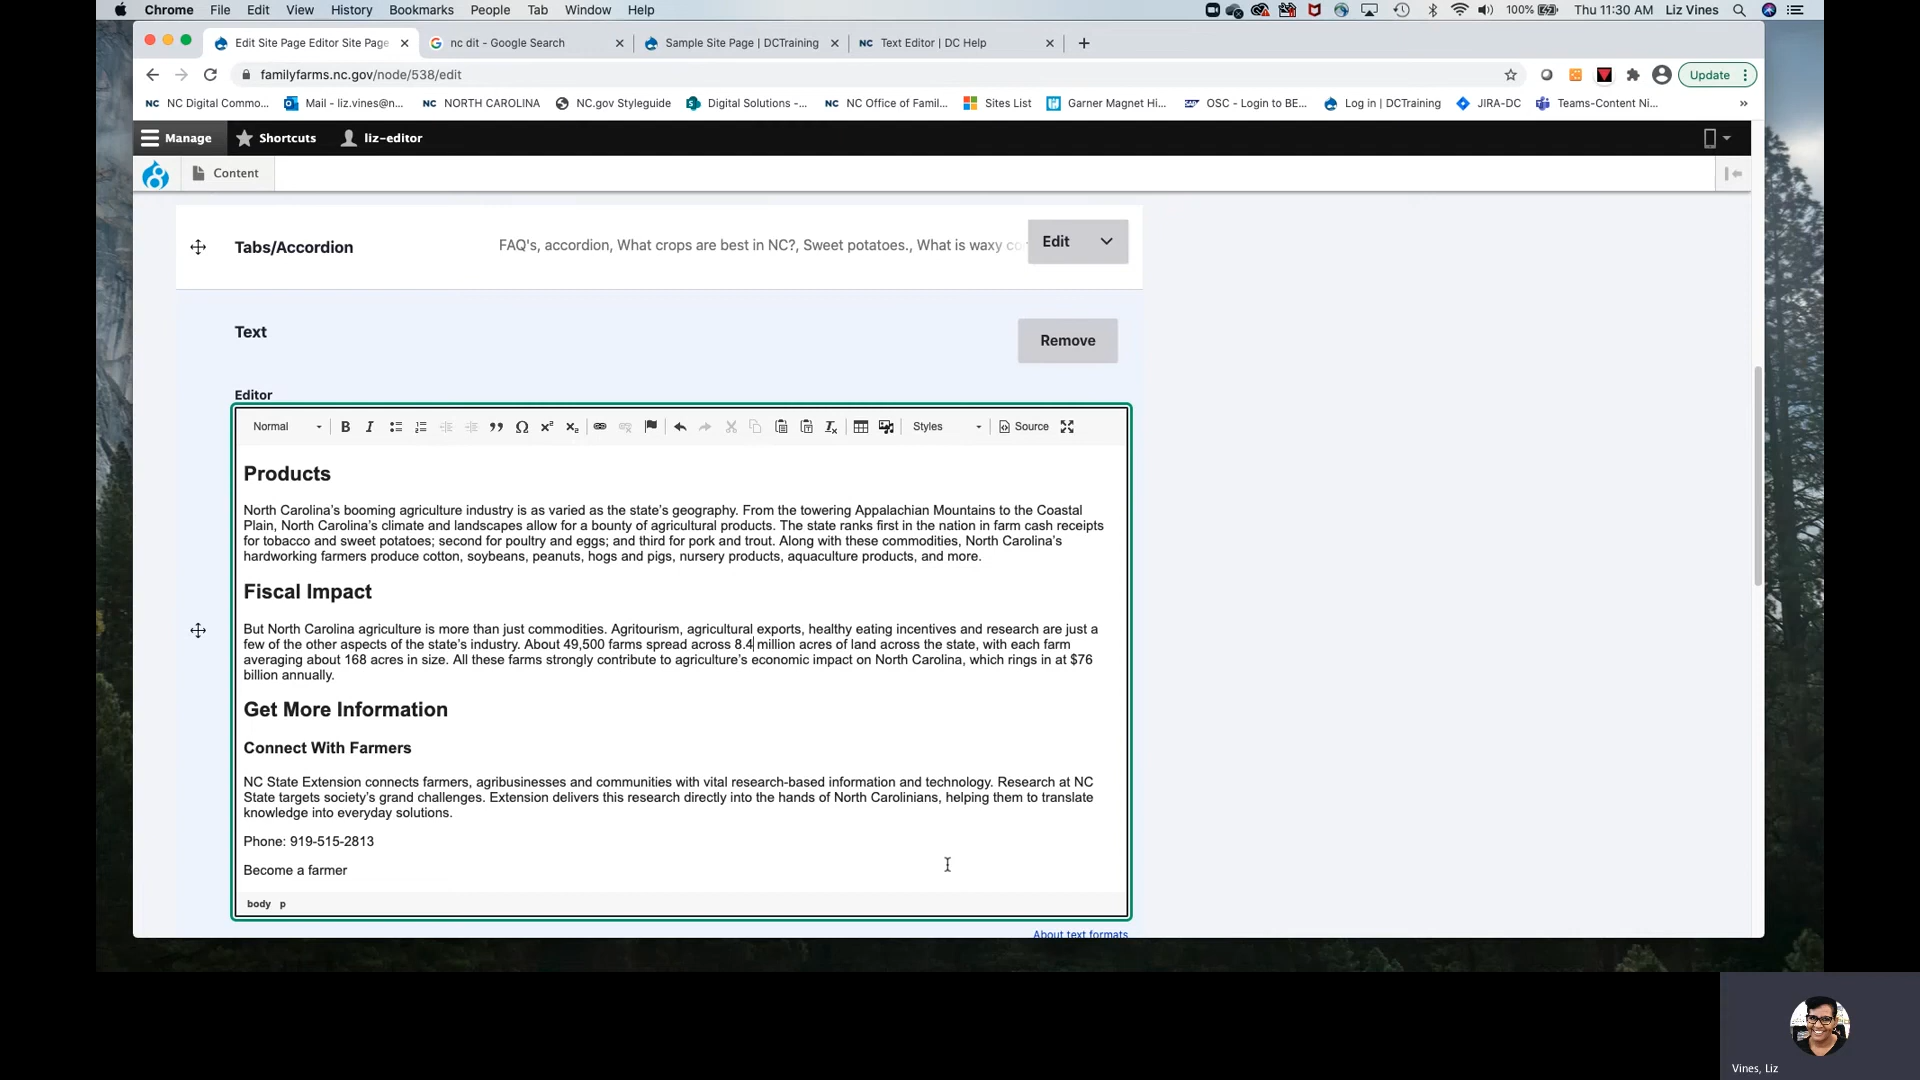 Chrome File Edit View History Bookmarks People Tab Window Help 100% Thu 11:30 AM Liz Vines
Edit Site Page Editor Site Page nc dit - Google Search Sample Site Page | DCTraining NC Text Editor | DC Help
familyfarms.nc.gov/node/538/edit Update
NC NC Digital Commo... Mail - liz.vines@n... NC NORTH CAROLINA NC.gov Styleguide Digital Solutions -... NC NC Office of Famil... Sites List Garner Magnet Hi... SAP OSC - Login to BE... Log in | DCTraining JIRA-DC Teams-Content Ni... »
Manage Shortcuts liz-editor
Content
Tabs/Accordion FAQ's, accordion, What crops are best in NC?, Sweet potatoes., What is waxy co Edit
Text Remove
Editor
Normal B I Ω x² x₂ Styles Source
Products
North Carolina's booming agriculture industry is as varied as the state's geography. From the towering Appalachian Mountains to the Coastal
Plain, North Carolina's climate and landscapes allow for a bounty of agricultural products. The state ranks first in the nation in farm cash receipts
for tobacco and sweet potatoes; second for poultry and eggs; and third for pork and trout. Along with these commodities, North Carolina's
hardworking farmers produce cotton, soybeans, peanuts, hogs and pigs, nursery products, aquaculture products, and more.
Fiscal Impact
But North Carolina agriculture is more than just commodities. Agritourism, agricultural exports, healthy eating incentives and research are just a
few of the other aspects of the state's industry. About 49,500 farms spread across 8.4 million acres of land across the state, with each farm
averaging about 168 acres in size. All these farms strongly contribute to agriculture's economic impact on North Carolina, which rings in at $76
billion annually.
Get More Information
Connect With Farmers
NC State Extension connects farmers, agribusinesses and communities with vital research-based information and technology. Research at NC
State targets society's grand challenges. Extension delivers this research directly into the hands of North Carolinians, helping them to translate
knowledge into everyday solutions.
Phone: 919-515-2813
Become a farmer
body p
About text formats
Vines, Liz